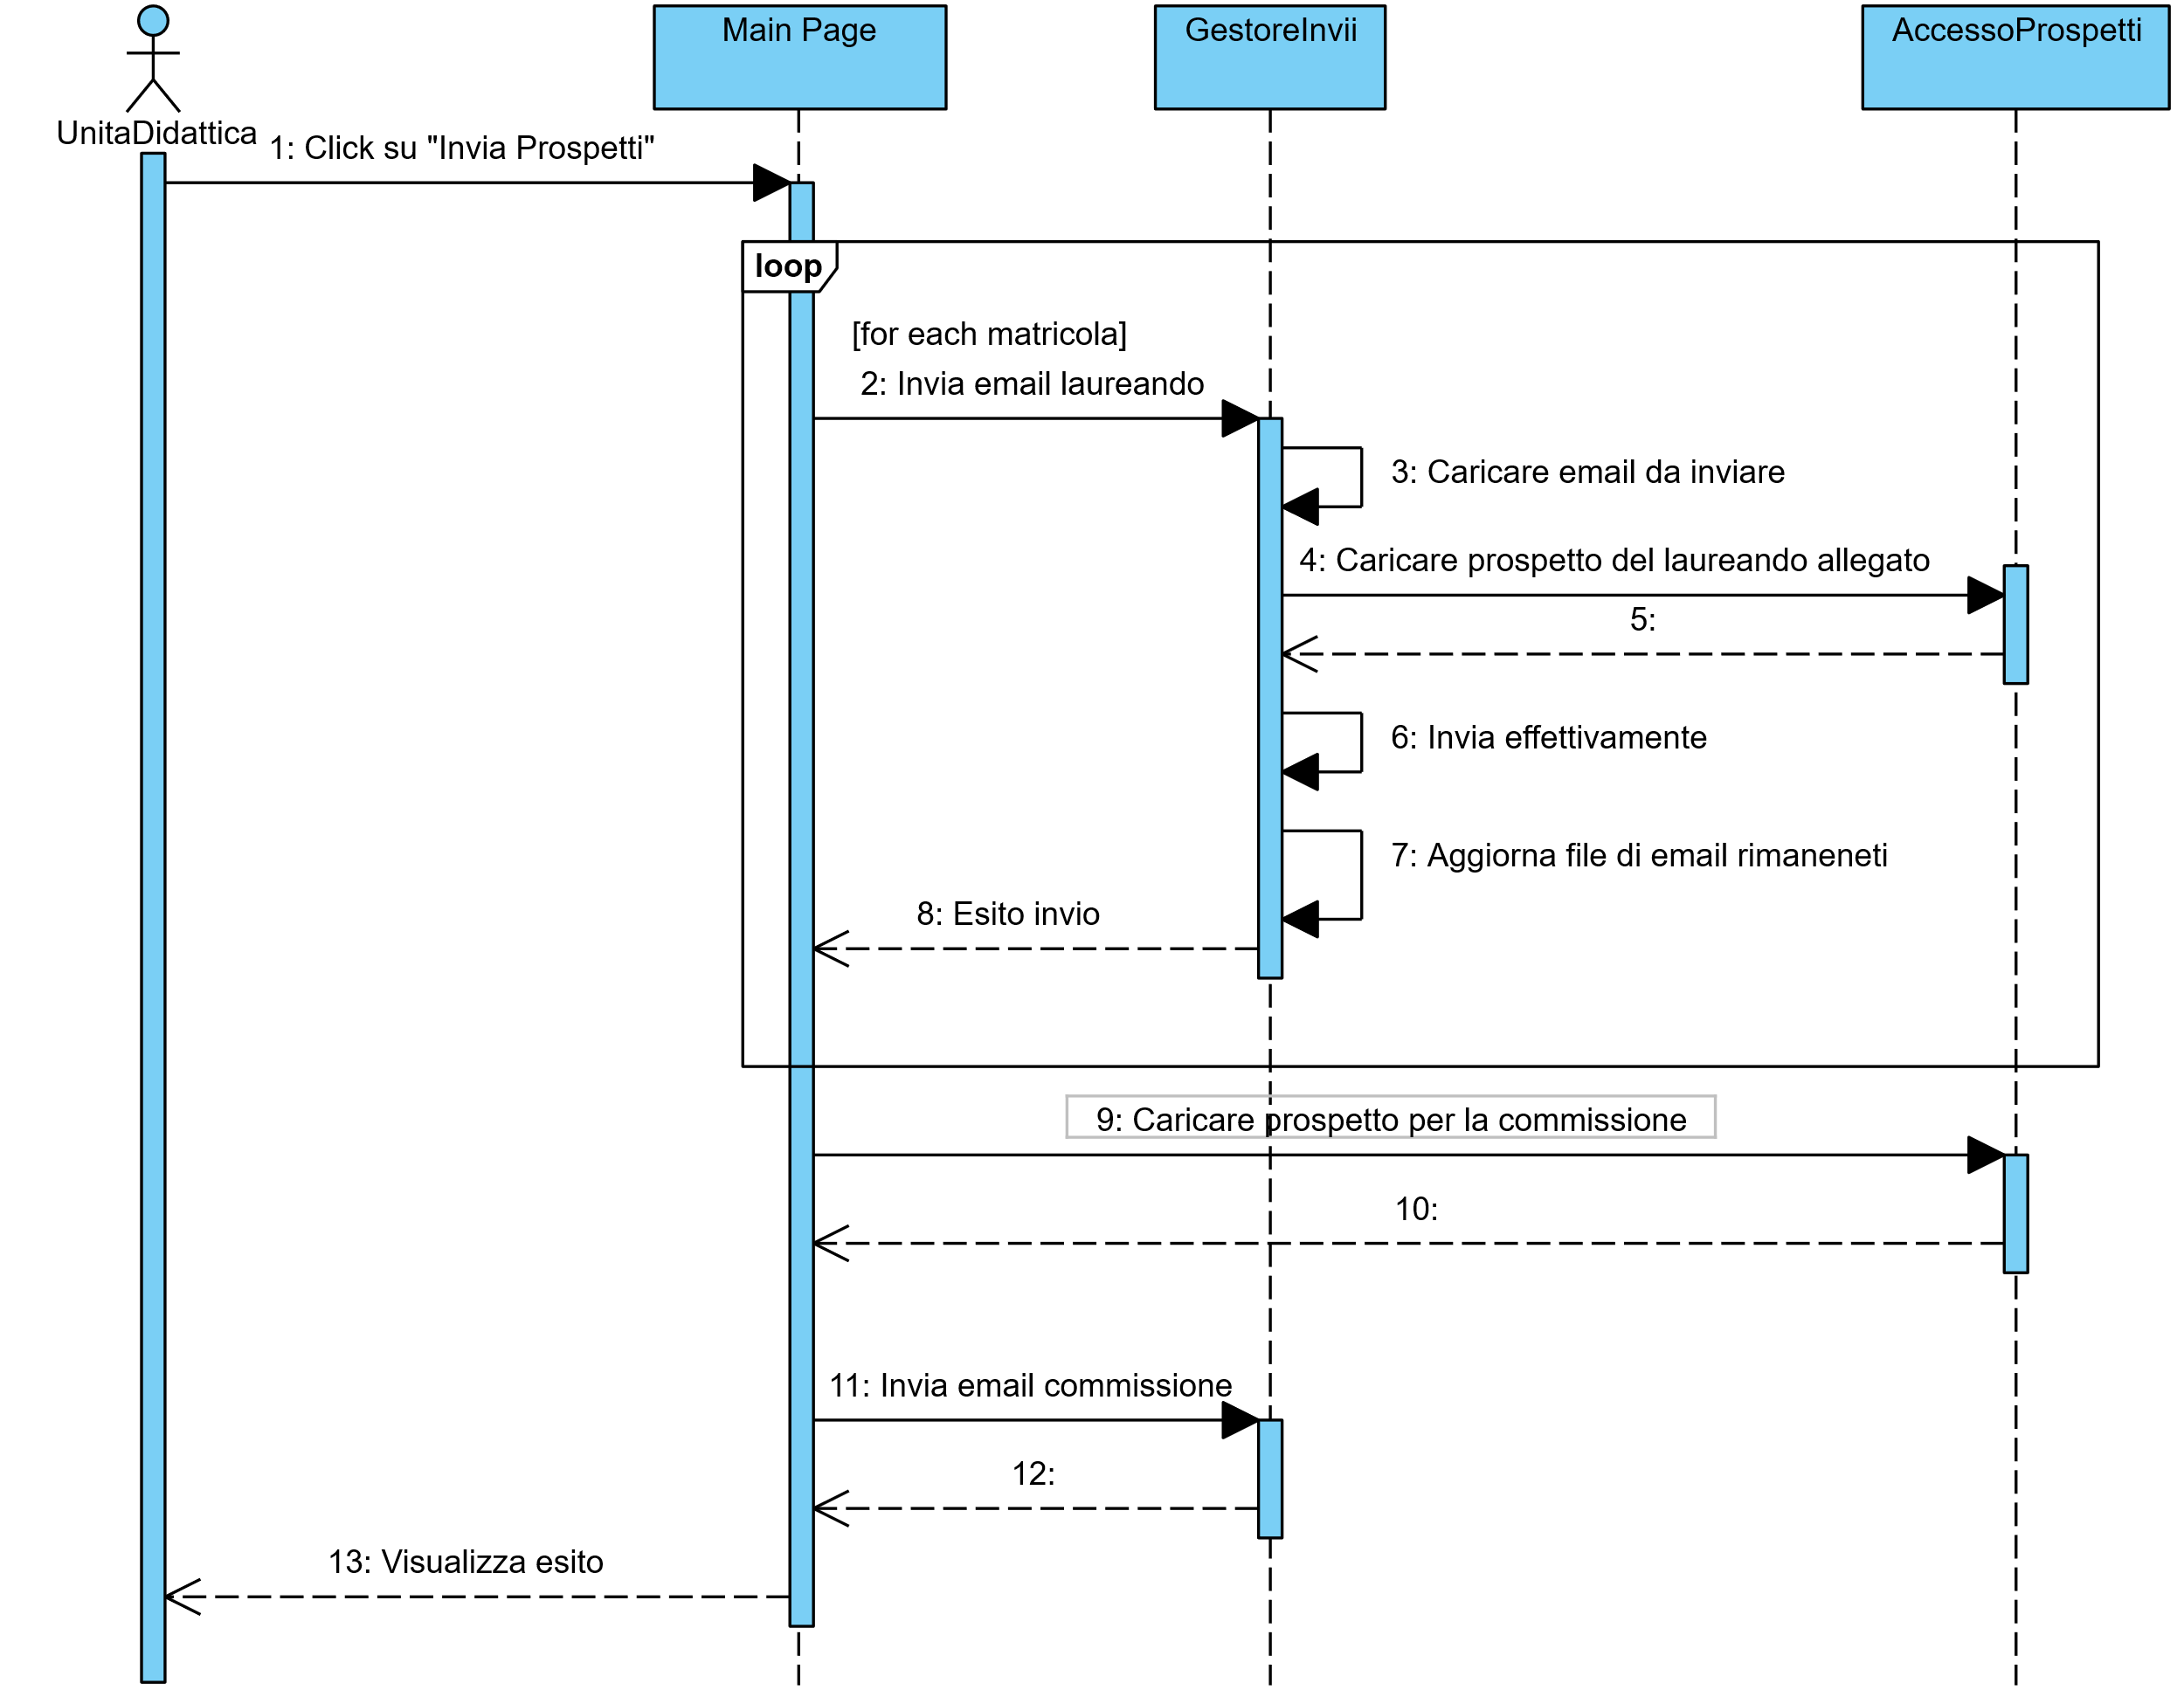 Main Page
GestoreInvii
AccessoProspetti
UnitaDidattica
1: Click su "Invia Prospetti"
loop
[for each matricola]
2: Invia email laureando
3: Caricare email da inviare
4: Caricare prospetto del laureando allegato
5:
6: Invia effettivamente
7: Aggiorna file di email rimaneneti
8: Esito invio
9: Caricare prospetto per la commissione
10:
11: Invia email commissione
12:
13: Visualizza esito